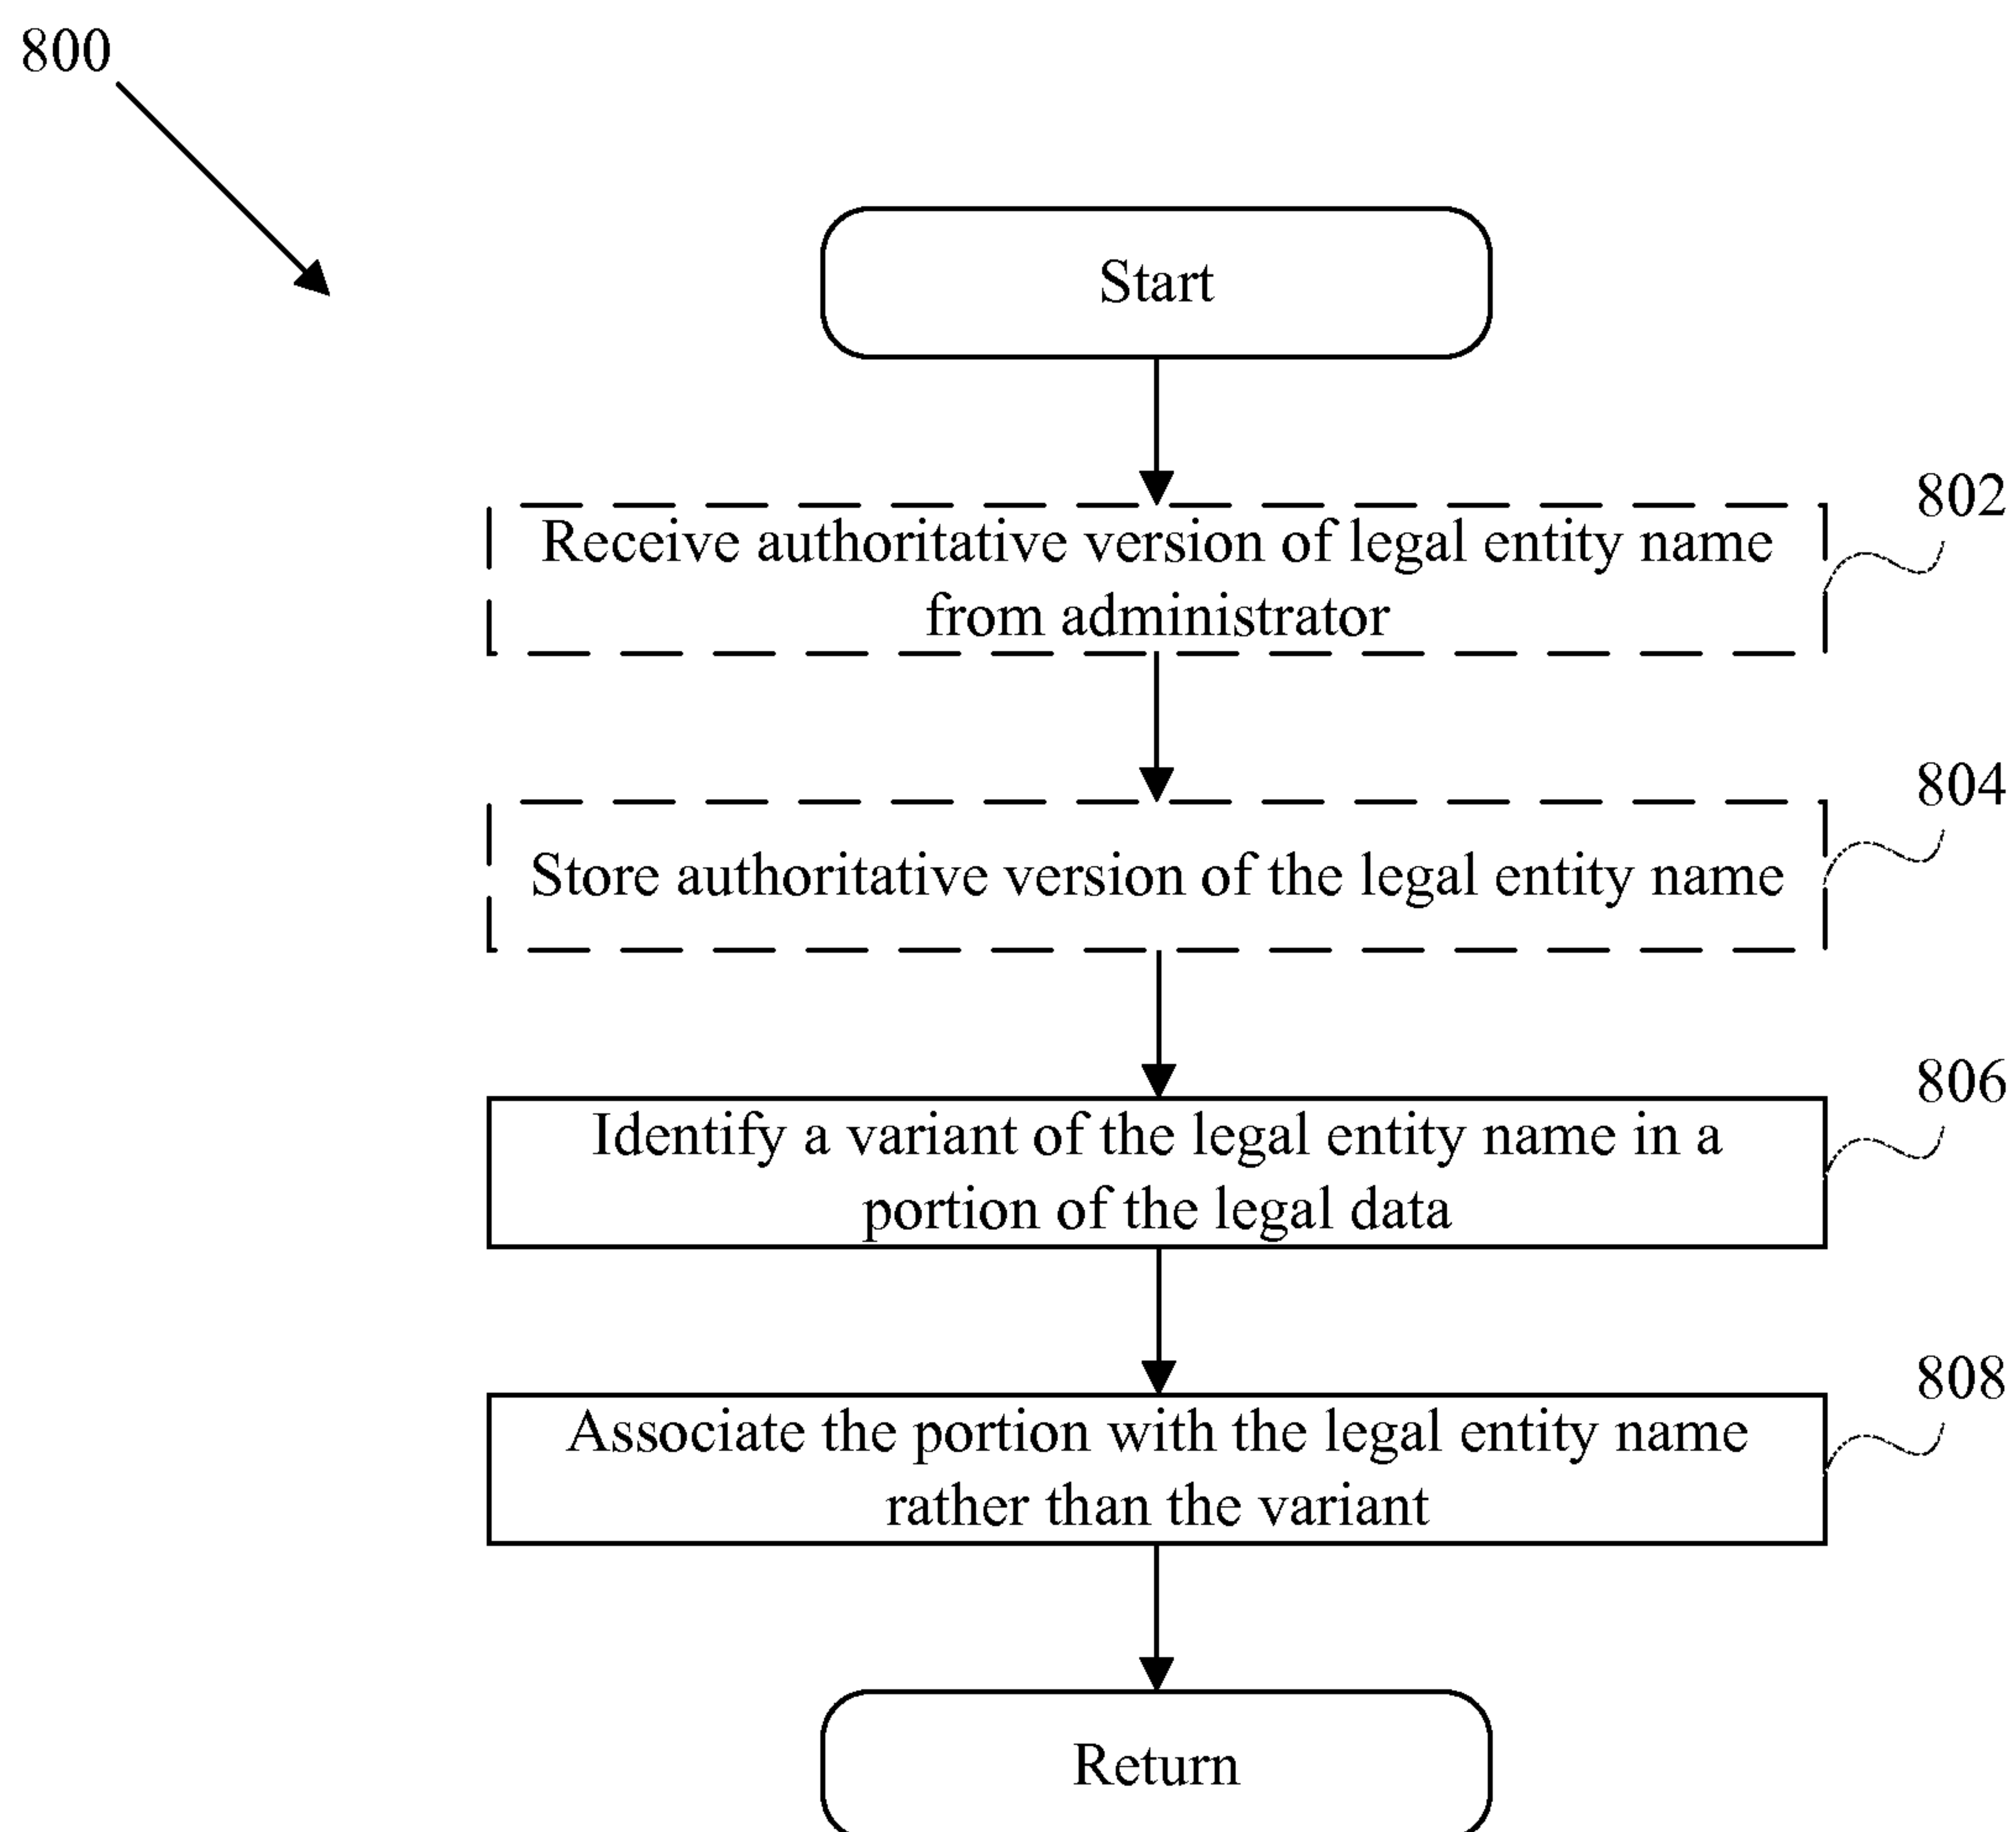 800
Start
802
Receive authoritative version of legal entity name
from administrator
804
Store authoritative version of the legal entity name
806
Identify a variant of the legal entity name in a
portion of the legal data
808
Associate the portion with the legal entity name
rather than the variant
Return